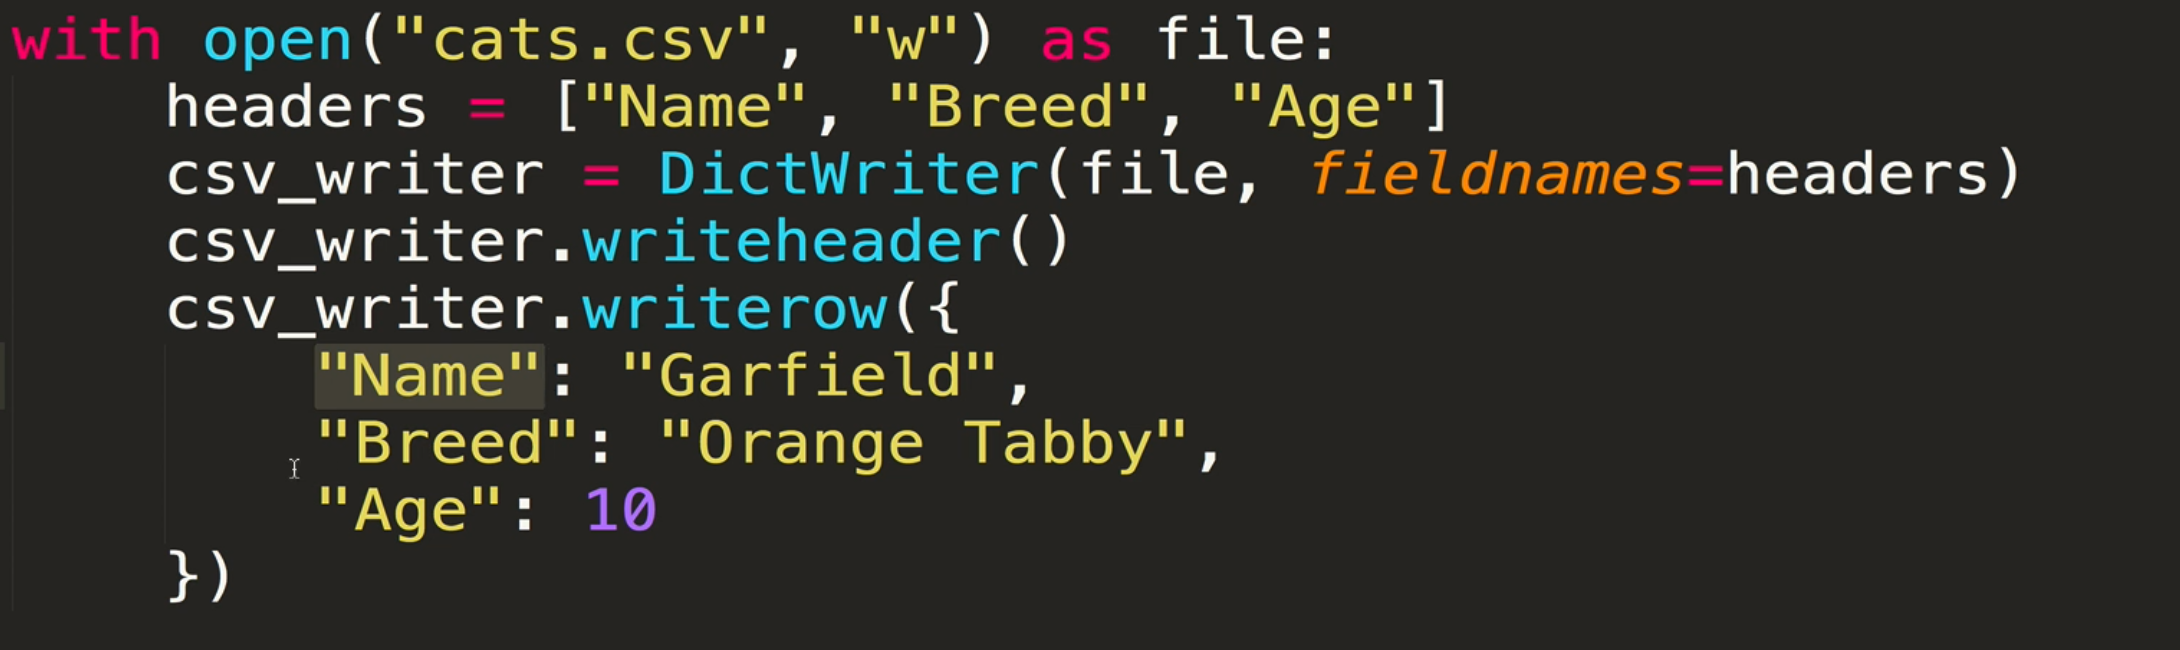 with open("cats.csv", "w") as file:
    headers = ["Name", "Breed", "Age"]
    csv_writer = DictWriter(file, fieldnames=headers)
    csv_writer.writeheader()
    csv_writer.writerow({
        "Name": "Garfield",
        "Breed": "Orange Tabby",
        "Age": 10
    })